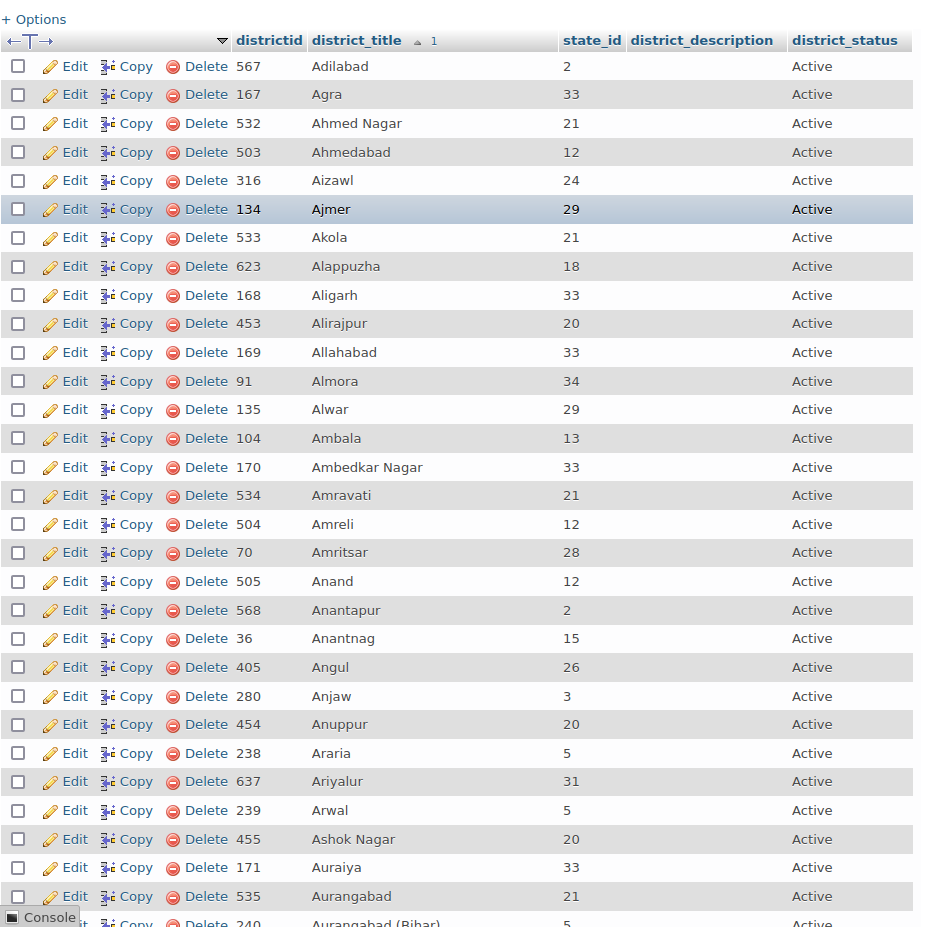 + Options
districtid district_title 1 state_id district_description district_status
Edit Copy Delete 567 Adilabad 2 Active
Edit Copy Delete 167 Agra 33 Active
Edit Copy Delete 532 Ahmed Nagar 21 Active
Edit Copy Delete 503 Ahmedabad 12 Active
Edit Copy Delete 316 Aizawl 24 Active
Edit Copy Delete 134 Ajmer 29 Active
Edit Copy Delete 533 Akola 21 Active
Edit Copy Delete 623 Alappuzha 18 Active
Edit Copy Delete 168 Aligarh 33 Active
Edit Copy Delete 453 Alirajpur 20 Active
Edit Copy Delete 169 Allahabad 33 Active
Edit Copy Delete 91 Almora 34 Active
Edit Copy Delete 135 Alwar 29 Active
Edit Copy Delete 104 Ambala 13 Active
Edit Copy Delete 170 Ambedkar Nagar 33 Active
Edit Copy Delete 534 Amravati 21 Active
Edit Copy Delete 504 Amreli 12 Active
Edit Copy Delete 70 Amritsar 28 Active
Edit Copy Delete 505 Anand 12 Active
Edit Copy Delete 568 Anantapur 2 Active
Edit Copy Delete 36 Anantnag 15 Active
Edit Copy Delete 405 Angul 26 Active
Edit Copy Delete 280 Anjaw 3 Active
Edit Copy Delete 454 Anuppur 20 Active
Edit Copy Delete 238 Araria 5 Active
Edit Copy Delete 637 Ariyalur 31 Active
Edit Copy Delete 239 Arwal 5 Active
Edit Copy Delete 455 Ashok Nagar 20 Active
Edit Copy Delete 171 Auraiya 33 Active
Edit Copy Delete 535 Aurangabad 21 Active
Console
Copy Delete 240 Aurangabad (Bihar) 5 Active